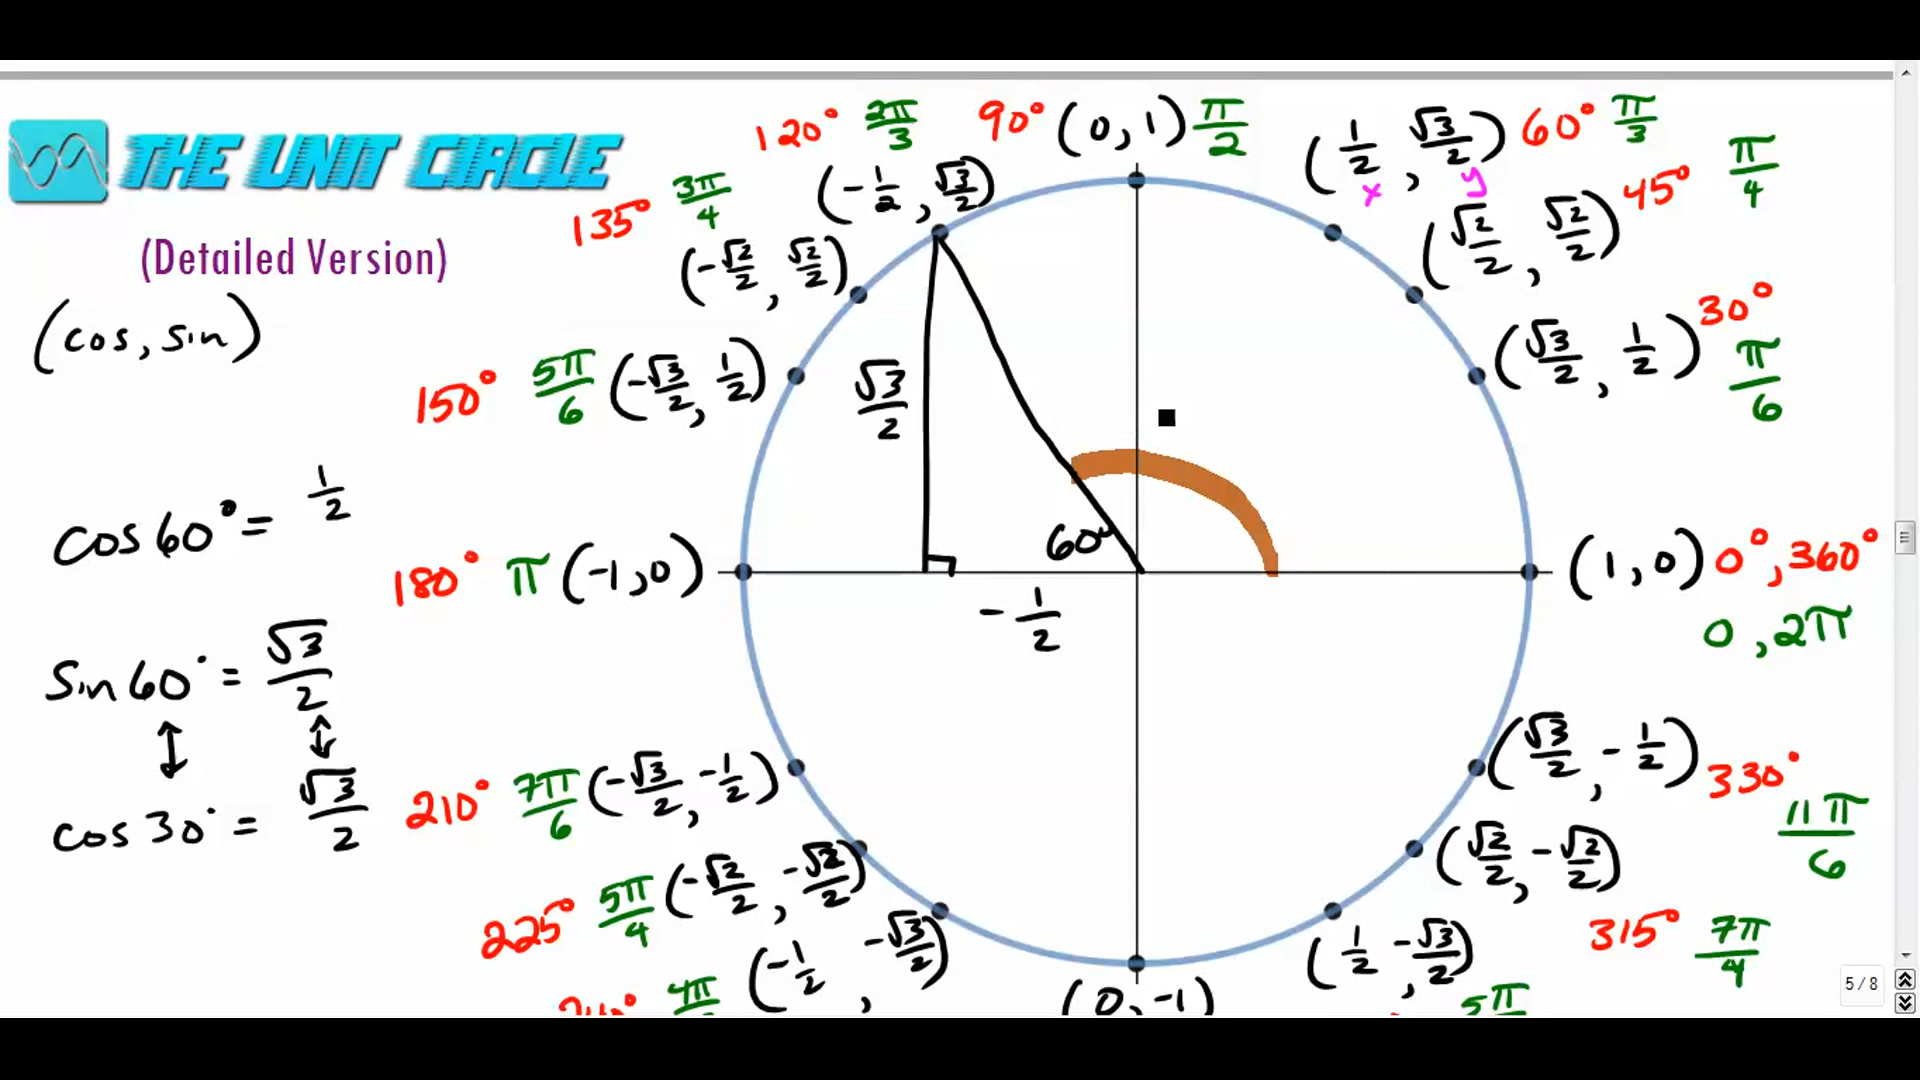 THE UNIT CIRCLE
(Detailed Version)
(cos, sin)
cos 60° = 1/2
sin 60° = √3/2
cos 30° = √3/2
90° (0, 1) π/2
(1/2, √3/2) 60° π/3
x y
(√2/2, √2/2) 45° π/4
(√3/2, 1/2) 30° π/6
(1, 0) 0°, 360°
0, 2π
120° 2π/3
(-1/2, √3/2)
135° 3π/4
(-√2/2, √2/2)
150° 5π/6 (-√3/2, 1/2)
180° π (-1, 0)
√3/2
60°
-1/2
210° 7π/6 (-√3/2, -1/2)
225° 5π/4 (-√2/2, -√2/2)
4π (-1/2, -√3/2)
(0, -1)
(1/2, -√3/2)
5π
(√2/2, -√2/2)
315° 7π/4
(√3/2, -1/2) 330°
11π/6
5 / 8